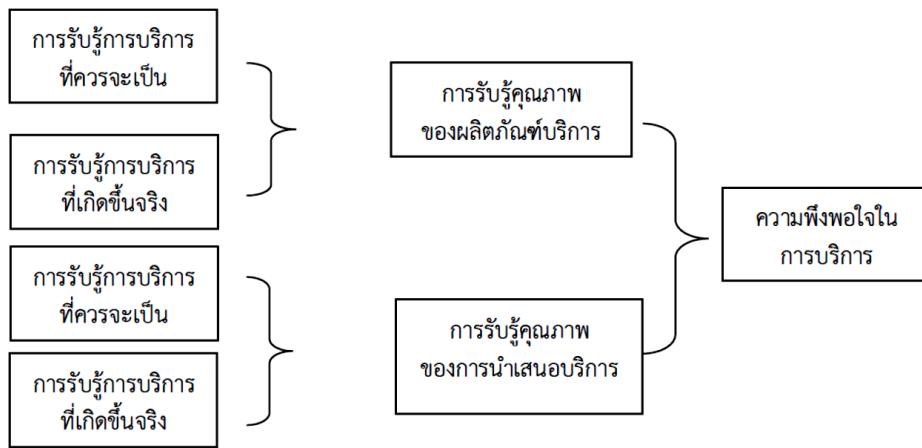 การรับรู้การบริการ
ที่ควรจะเป็น
การรับรู้การบริการ
ที่เกิดขึ้นจริง
การรับรู้การบริการ
ที่ควรจะเป็น
การรับรู้การบริการ
ที่เกิดขึ้นจริง
การรับรู้คุณภาพ
ของผลิตภัณฑ์บริการ
การรับรู้คุณภาพ
ของการนำเสนอบริการ
ความพึงพอใจใน
การบริการ